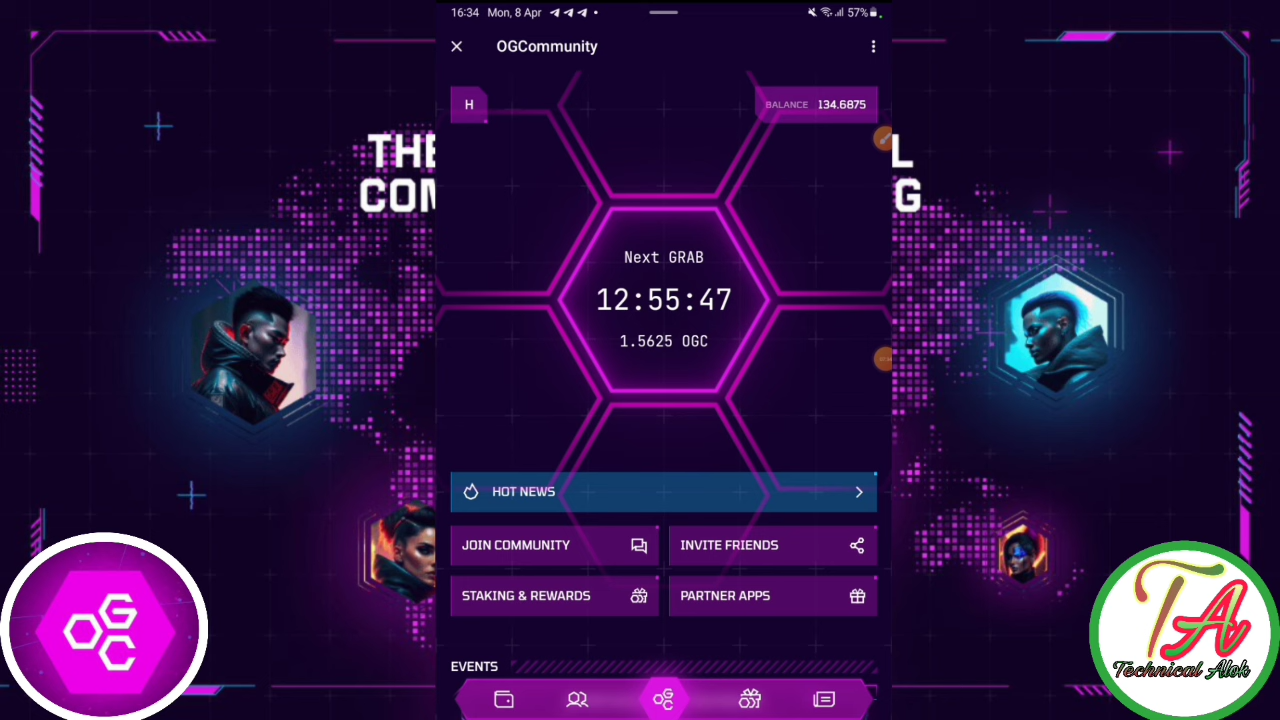 16:34 Mon, 8 Apr 57%
OGCommunity
H
BALANCE 134.6875
THE L
COM G
Next GRAB
12:55:47
1.5625 OGC
HOT NEWS
JOIN COMMUNITY
INVITE FRIENDS
STAKING & REWARDS
PARTNER APPS
EVENTS
OGC
OGC
TA
Technical Alok